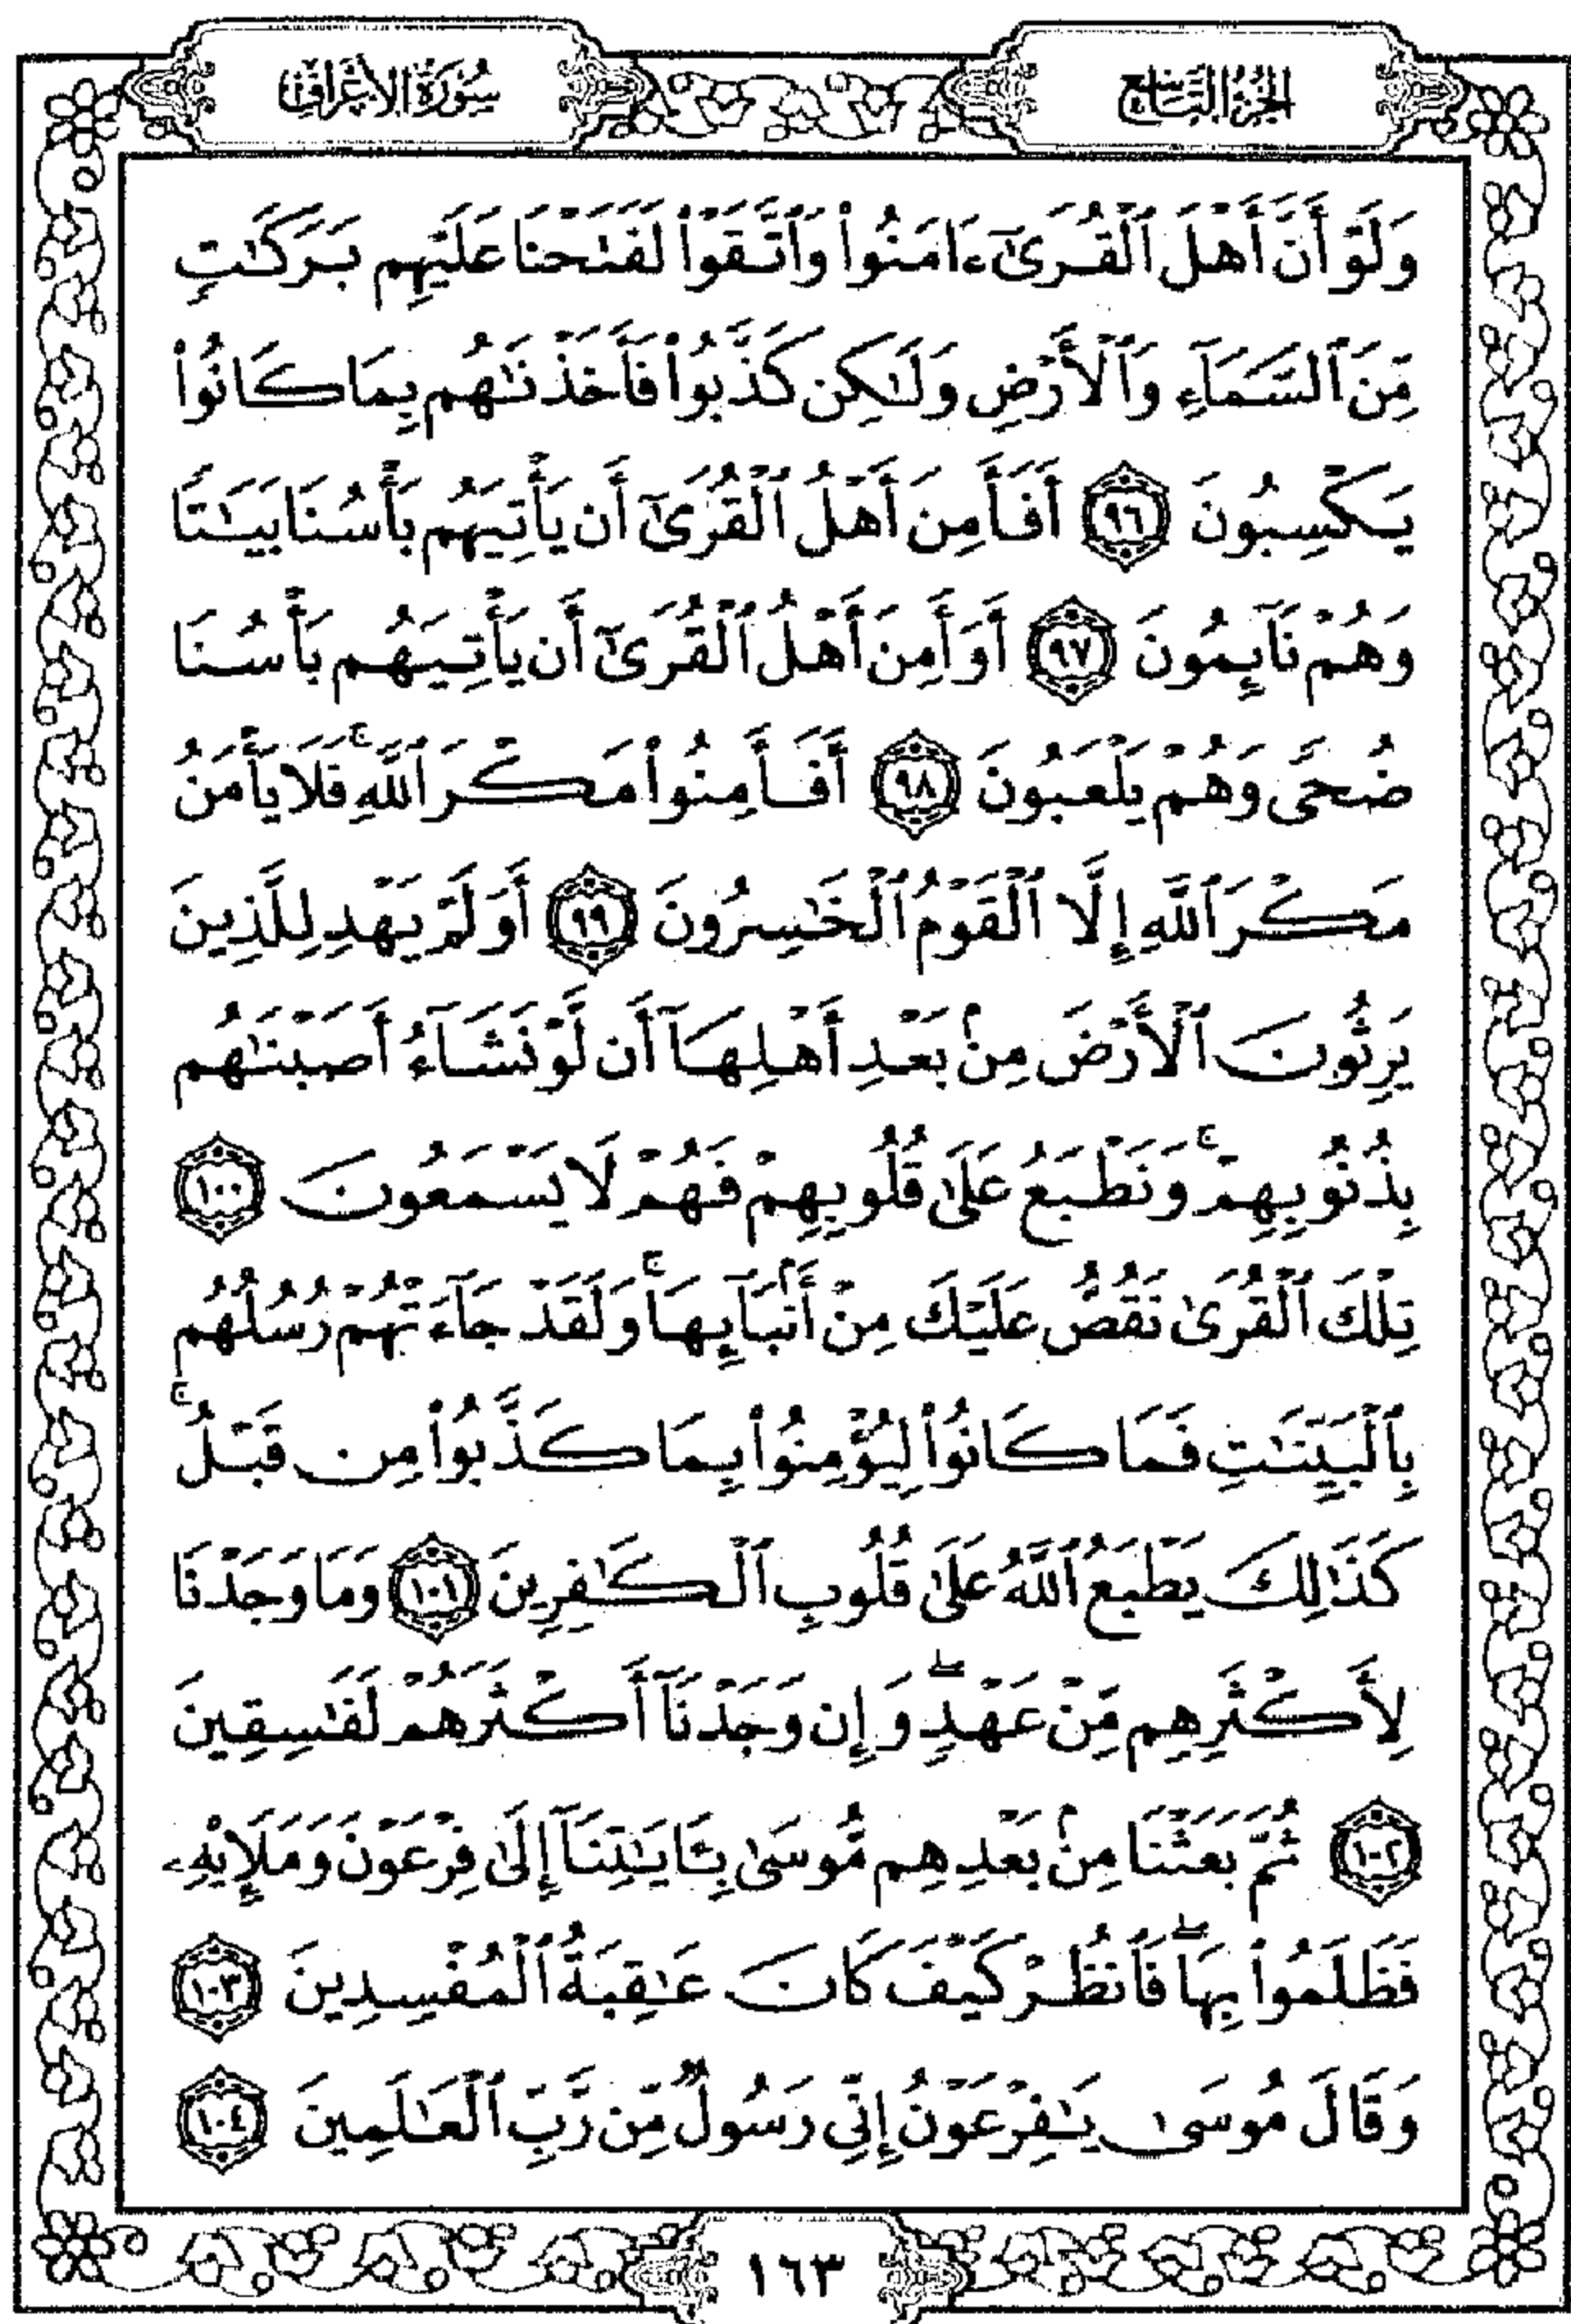 الجزء التاسع
سورة الأعراف
وَلَوْ أَنَّ أَهْلَ ٱلْقُرَىٰٓ ءَامَنُوا۟ وَٱتَّقَوْا۟ لَفَتَحْنَا عَلَيْهِم بَرَكَٰتٍ
مِّنَ ٱلسَّمَآءِ وَٱلْأَرْضِ وَلَٰكِن كَذَّبُوا۟ فَأَخَذْنَٰهُم بِمَا كَانُوا۟
يَكْسِبُونَ ٩٦ أَفَأَمِنَ أَهْلُ ٱلْقُرَىٰٓ أَن يَأْتِيَهُم بَأْسُنَا بَيَٰتًا
وَهُمْ نَآئِمُونَ ٩٧ أَوَأَمِنَ أَهْلُ ٱلْقُرَىٰٓ أَن يَأْتِيَهُم بَأْسُنَا
ضُحًى وَهُمْ يَلْعَبُونَ ٩٨ أَفَأَمِنُوا۟ مَكْرَ ٱللَّهِ ۚ فَلَا يَأْمَنُ
مَكْرَ ٱللَّهِ إِلَّا ٱلْقَوْمُ ٱلْخَٰسِرُونَ ٩٩ أَوَلَمْ يَهْدِ لِلَّذِينَ
يَرِثُونَ ٱلْأَرْضَ مِنۢ بَعْدِ أَهْلِهَآ أَن لَّوْ نَشَآءُ أَصَبْنَٰهُم
بِذُنُوبِهِمْ ۚ وَنَطْبَعُ عَلَىٰ قُلُوبِهِمْ فَهُمْ لَا يَسْمَعُونَ ١٠٠
تِلْكَ ٱلْقُرَىٰ نَقُصُّ عَلَيْكَ مِنْ أَنۢبَآئِهَا ۚ وَلَقَدْ جَآءَتْهُمْ رُسُلُهُم
بِٱلْبَيِّنَٰتِ فَمَا كَانُوا۟ لِيُؤْمِنُوا۟ بِمَا كَذَّبُوا۟ مِن قَبْلُ ۚ
كَذَٰلِكَ يَطْبَعُ ٱللَّهُ عَلَىٰ قُلُوبِ ٱلْكَٰفِرِينَ ١٠١ وَمَا وَجَدْنَا
لِأَكْثَرِهِم مِّنْ عَهْدٍ ۖ وَإِن وَجَدْنَآ أَكْثَرَهُمْ لَفَٰسِقِينَ
١٠٢ ثُمَّ بَعَثْنَا مِنۢ بَعْدِهِم مُّوسَىٰ بِـَٔايَٰتِنَآ إِلَىٰ فِرْعَوْنَ وَمَلَإِيْهِۦ
فَظَلَمُوا۟ بِهَا ۖ فَٱنظُرْ كَيْفَ كَانَ عَٰقِبَةُ ٱلْمُفْسِدِينَ ١٠٣
وَقَالَ مُوسَىٰ يَٰفِرْعَوْنُ إِنِّى رَسُولٌ مِّن رَّبِّ ٱلْعَٰلَمِينَ ١٠٤
١٦٣